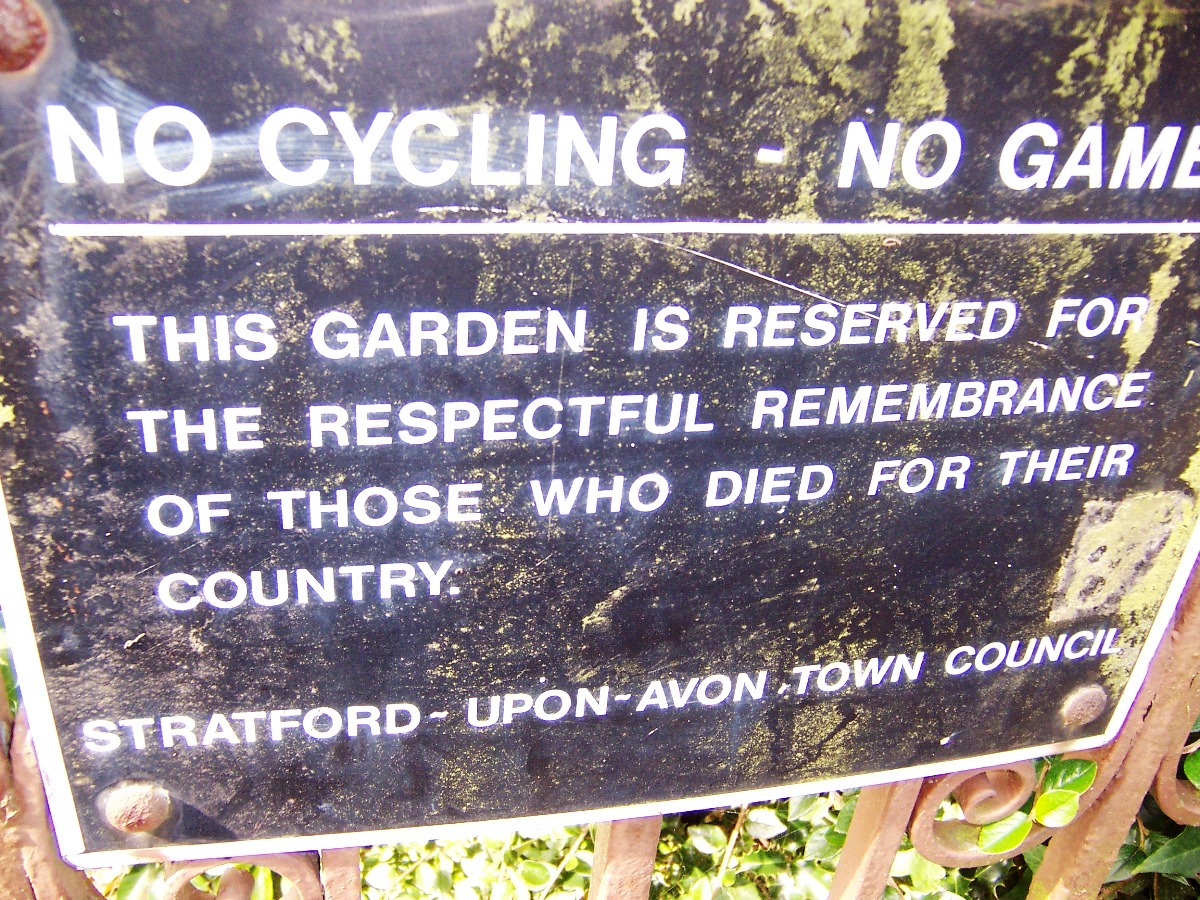 NO CYCLING - NO GAME
THIS GARDEN IS RESERVED FOR
THE RESPECTFUL REMEMBRANCE
OF THOSE WHO DIED FOR THEIR
COUNTRY.
STRATFORD-UPON-AVON TOWN COUNCIL